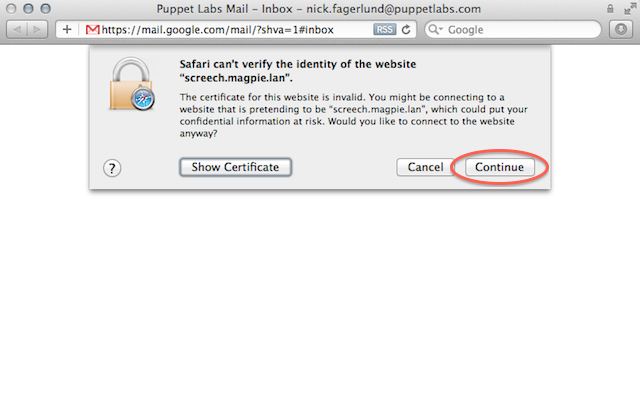 Puppet Labs Mail – Inbox – nick.fagerlund@puppetlabs.com
https://mail.google.com/mail/?shva=1#inbox RSS Google
Safari can't verify the identity of the website
“screech.magpie.lan”.
The certificate for this website is invalid. You might be connecting to a
website that is pretending to be “screech.magpie.lan”, which could put your
confidential information at risk. Would you like to connect to the website
anyway?
? Show Certificate Cancel Continue